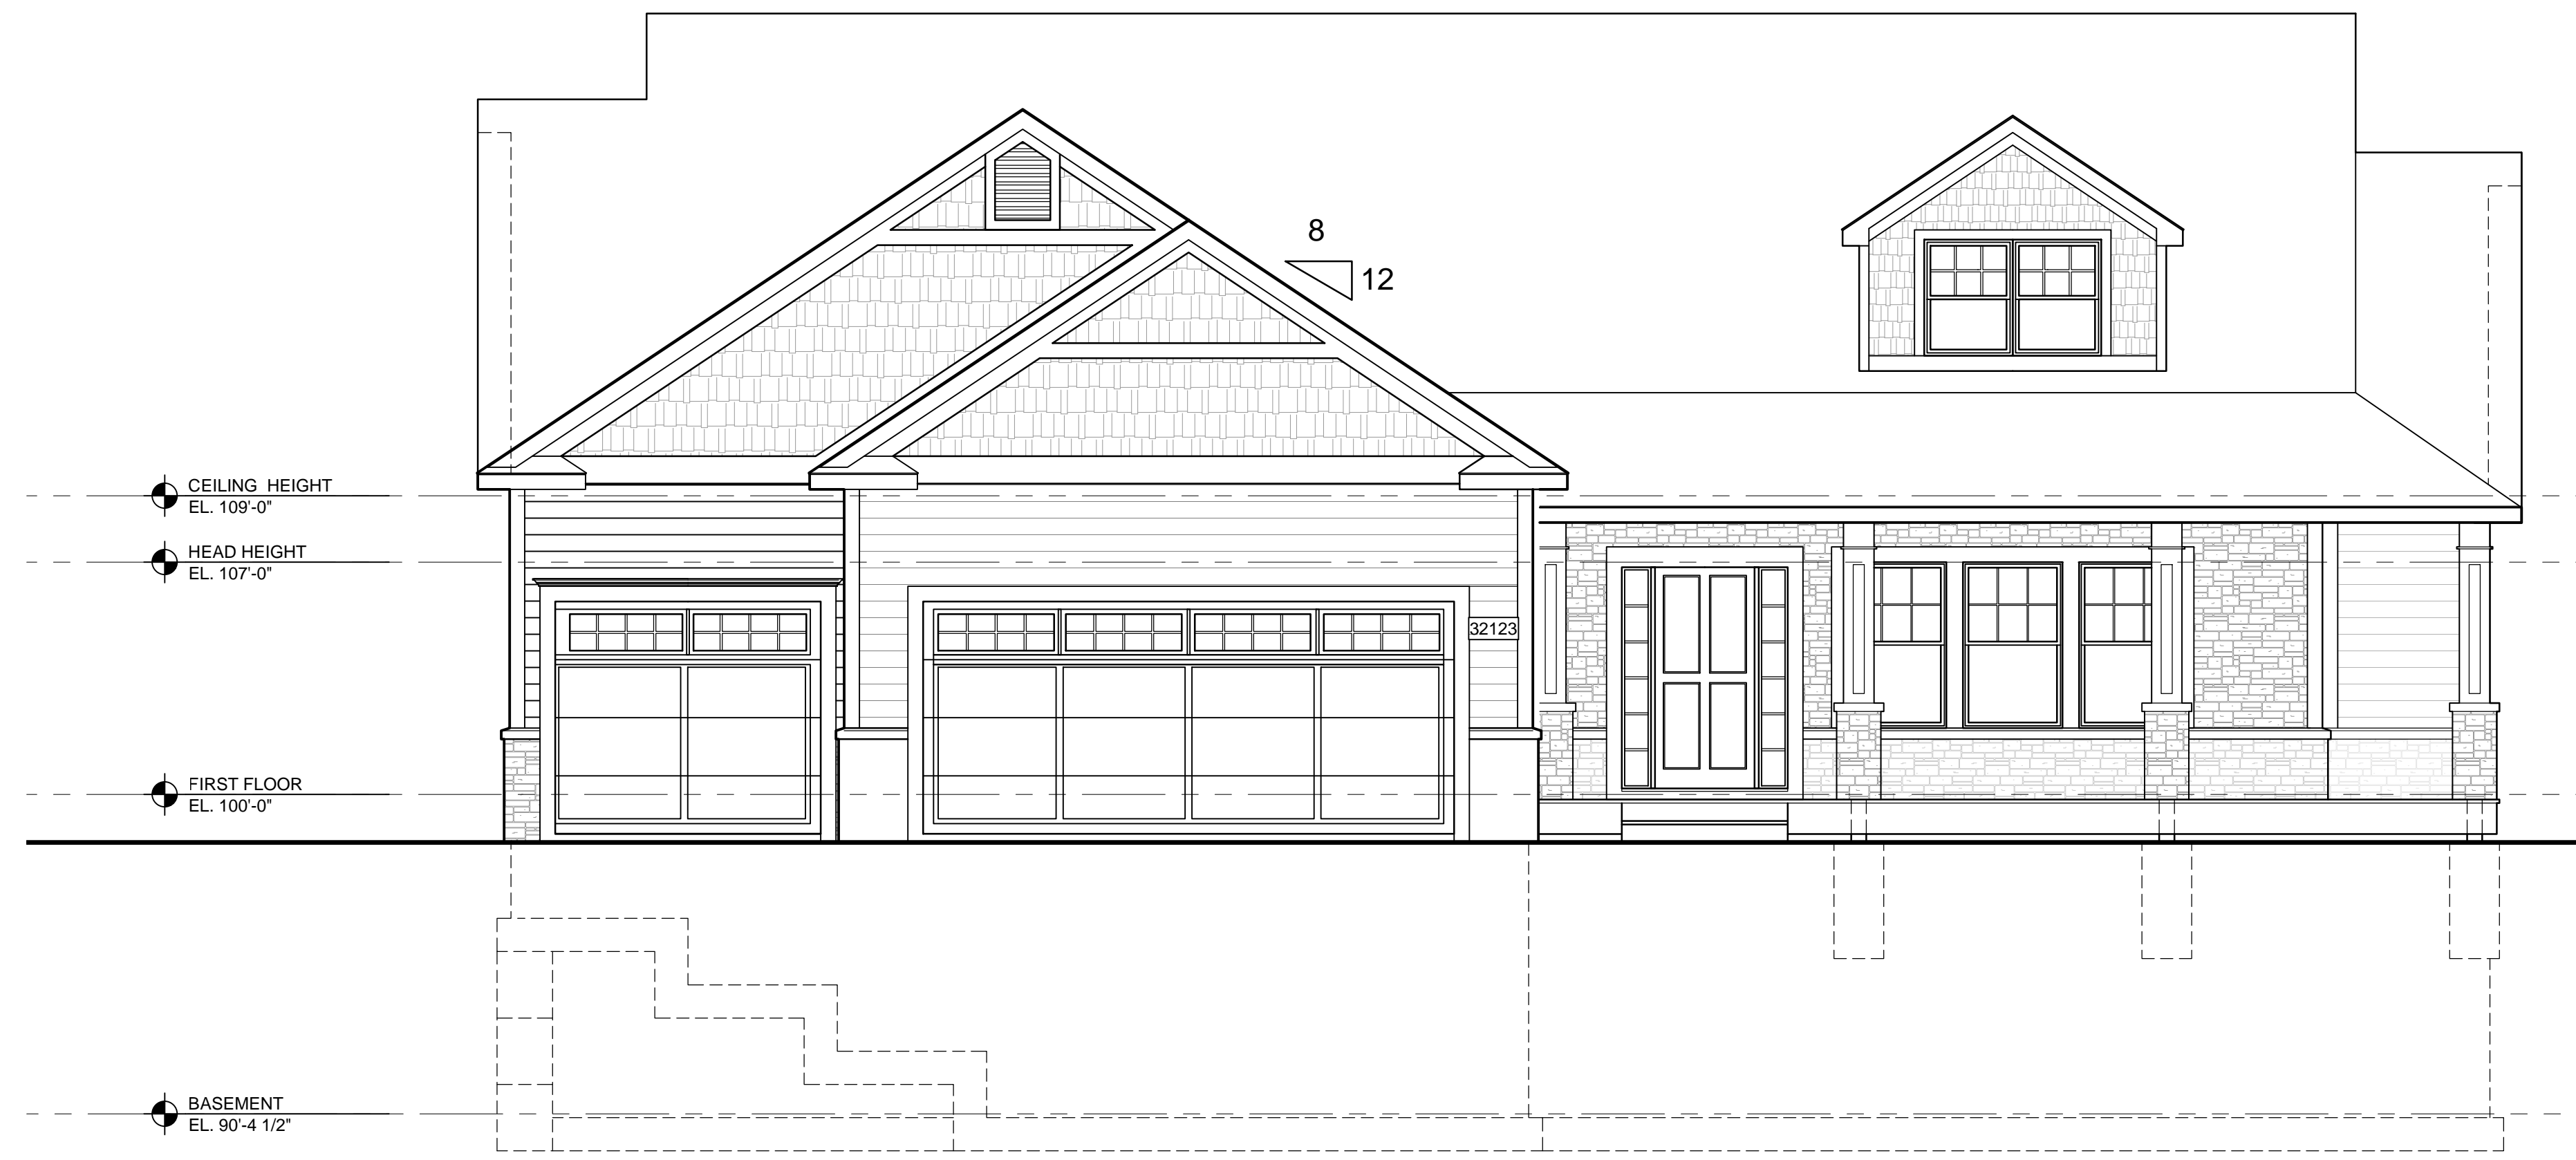 8
12
CEILING HEIGHT
EL. 109'-0"
HEAD HEIGHT
EL. 107'-0"
32123
FIRST FLOOR
EL. 100'-0"
BASEMENT
EL. 90'-4 1/2"